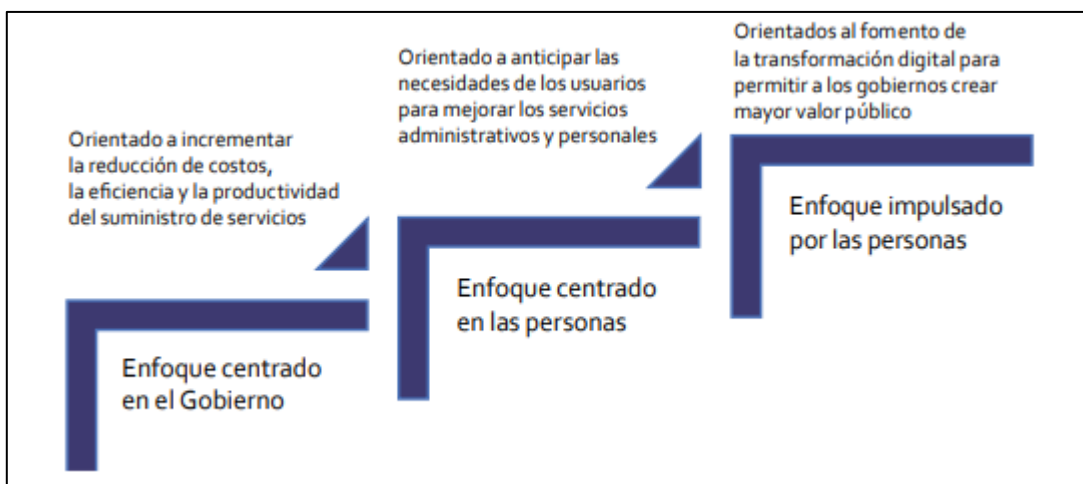 Orientado a incrementar
la reducción de costos,
la eficiencia y la productividad
del suministro de servicios
Enfoque centrado
en el Gobierno
Orientado a anticipar las
necesidades de los usuarios
para mejorar los servicios
administrativos y personales
Enfoque centrado
en las personas
Orientados al fomento de
la transformación digital para
permitir a los gobiernos crear
mayor valor público
Enfoque impulsado
por las personas